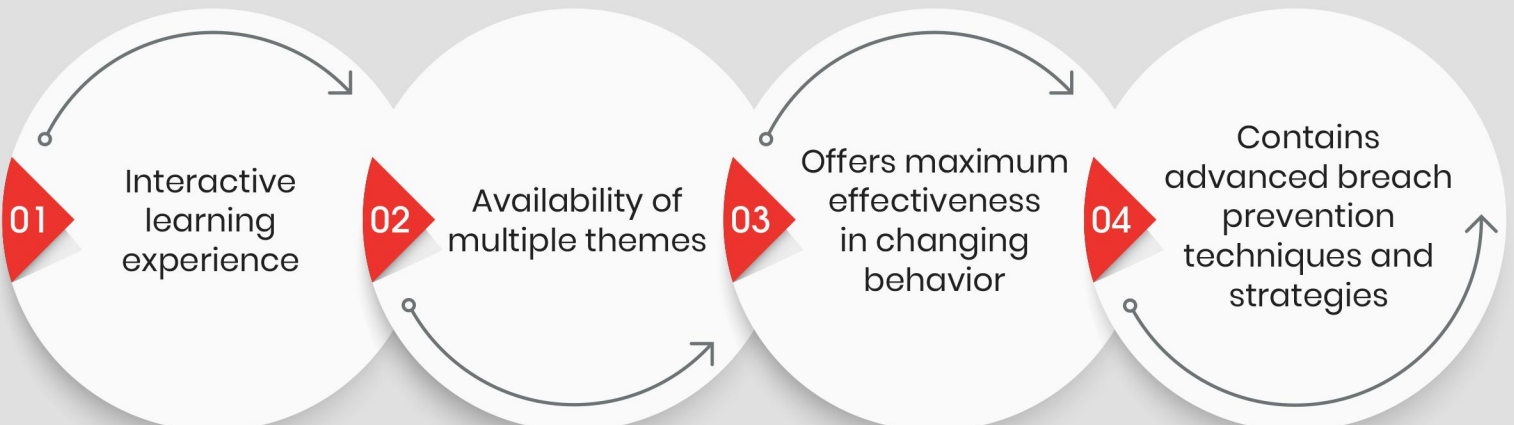 01
Interactive
learning
experience
02
Availability of
multiple themes
03
Offers maximum
effectiveness
in changing
behavior
04
Contains
advanced breach
prevention
techniques and
strategies